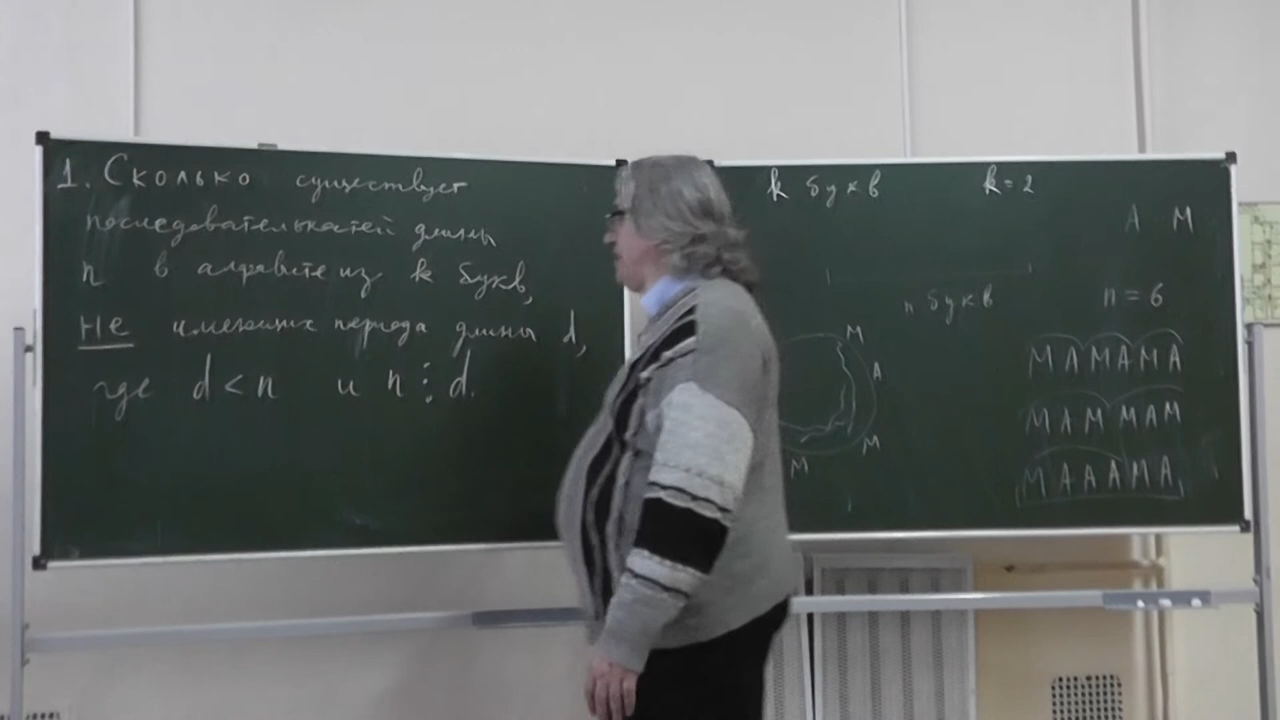 1. Сколько существует
последовательностей длины
n в алфавите из k букв,
не имеющих периода длины d,
где d < n и n ⋮ d.
k букв k = 2
А М
n букв n = 6
М
А
М
М
МАМАМА
МАММАМ
МАААМА